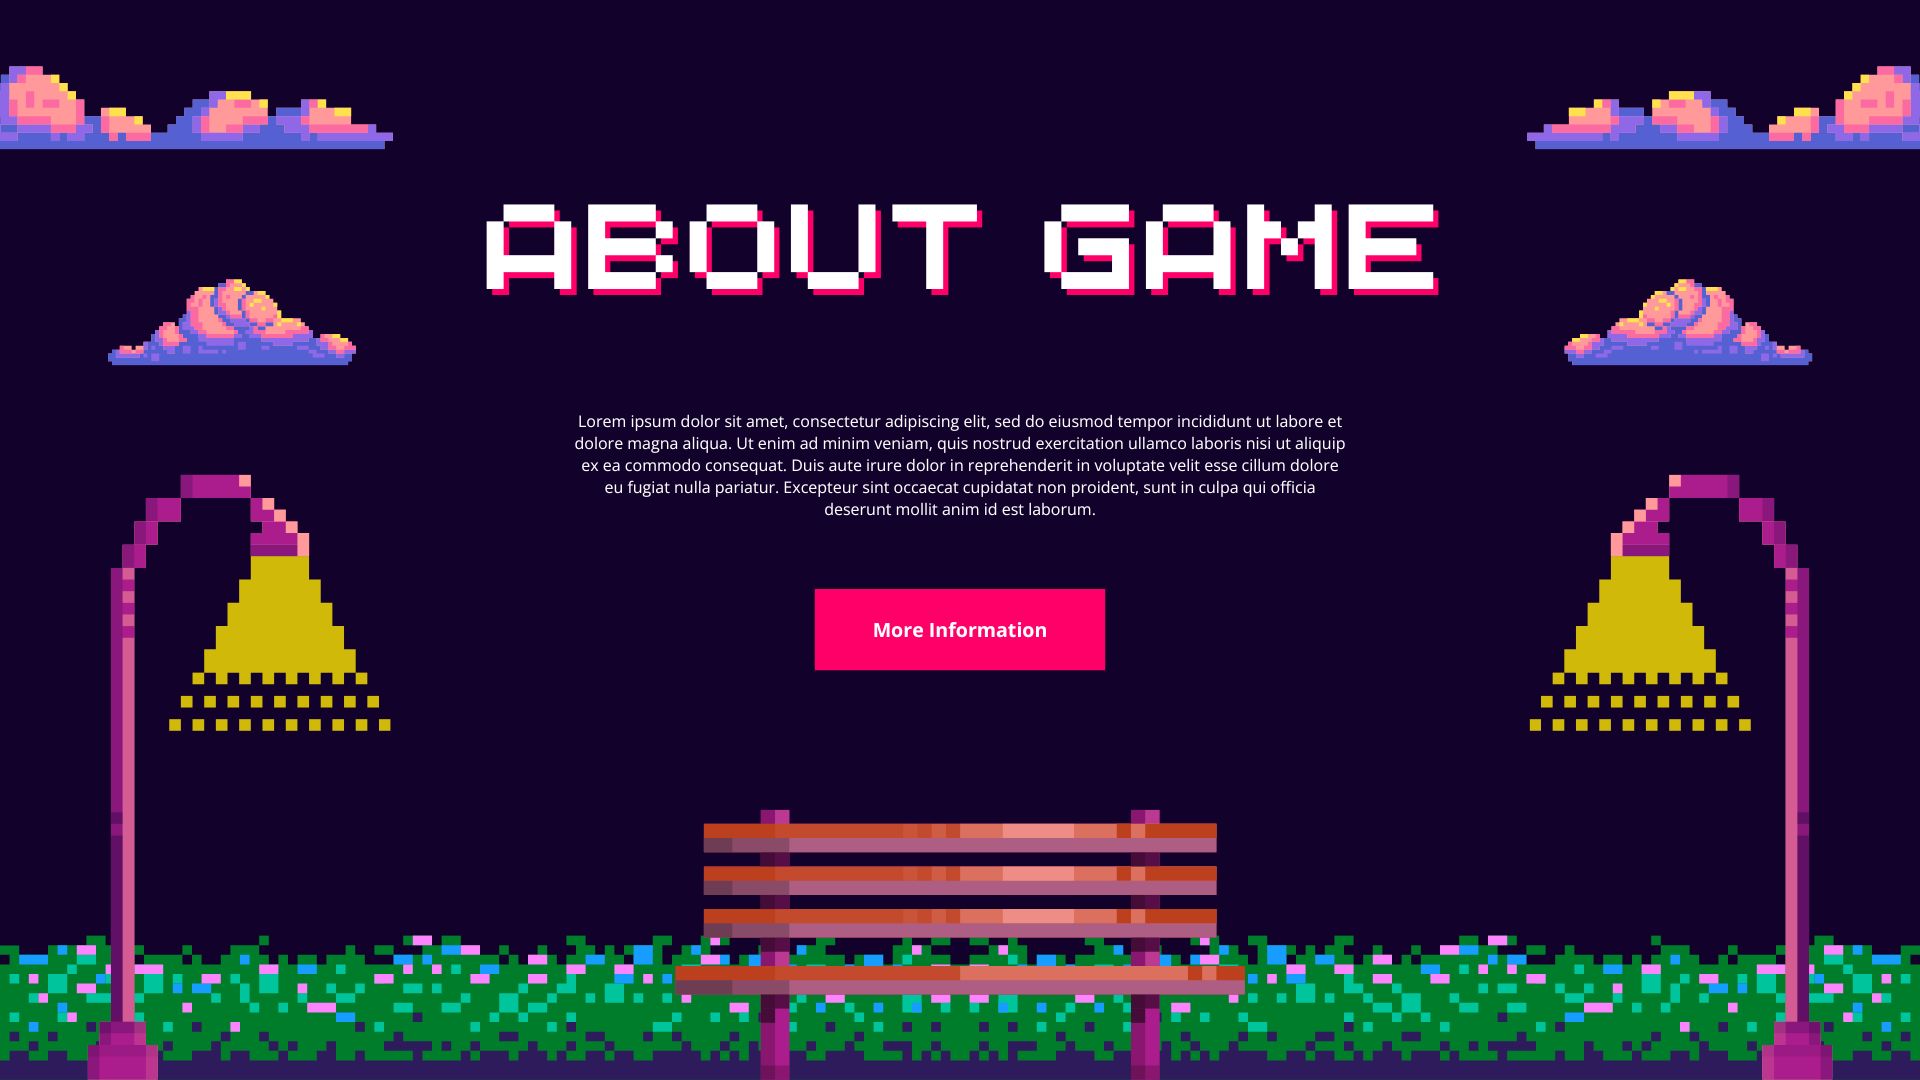 ABOUT GAME
Lorem ipsum dolor sit amet, consectetur adipiscing elit, sed do eiusmod tempor incididunt ut labore et
dolore magna aliqua. Ut enim ad minim veniam, quis nostrud exercitation ullamco laboris nisi ut aliquip
ex ea commodo consequat. Duis aute irure dolor in reprehenderit in voluptate velit esse cillum dolore
eu fugiat nulla pariatur. Excepteur sint occaecat cupidatat non proident, sunt in culpa qui officia
deserunt mollit anim id est laborum.
More Information